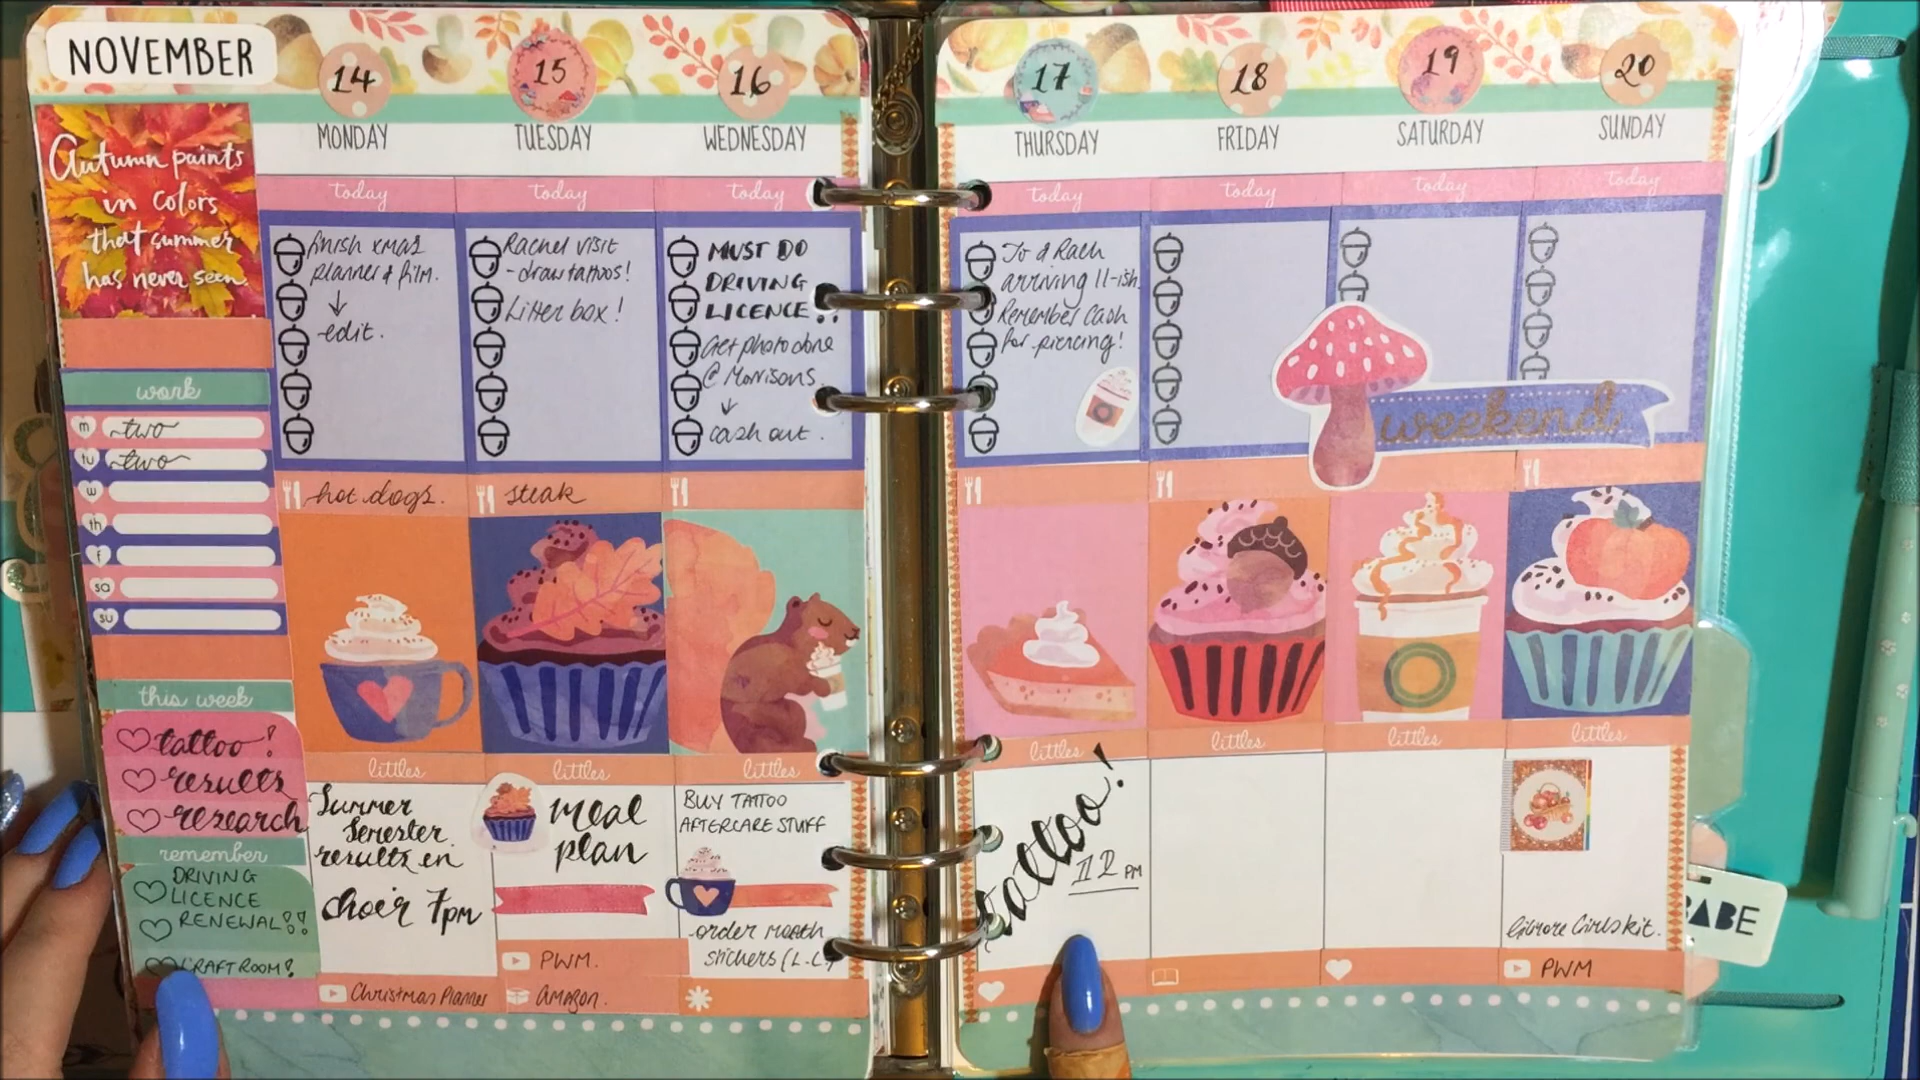 NOVEMBER
14
15
16
17
18
19
20
MONDAY
TUESDAY
WEDNESDAY
THURSDAY
FRIDAY
SATURDAY
SUNDAY
Autumn paints
in colors
that summer
has never seen.
today
today
today
today
today
today
today
finish xmas
planner & film.
↓
-edit.
Rachel visit
-draw tattoos!
Litter box!
MUST DO
DRIVING
LICENCE!!
Get photo done
@ Morrisons.
↓
cash out.
Jo & Rach
arriving 11-ish.
Remember cash
for piercing!
weekend
work
m two
tu two
w
th
f
sa
su
hot dogs.
steak
this week
tattoo!
results
research
remember
DRIVING
LICENCE
RENEWAL!!
CRAFT ROOM?
littles
littles
littles
littles
littles
littles
littles
Summer
Semester
results in
choir 7pm
Christmas Planner
meal
plan
PWM.
Amazon.
BUY TATTOO
AFTERCARE STUFF
-order month
stickers (L.L)
tattoo!
12 PM
Gilmore Girls kit.
PWM
BABE